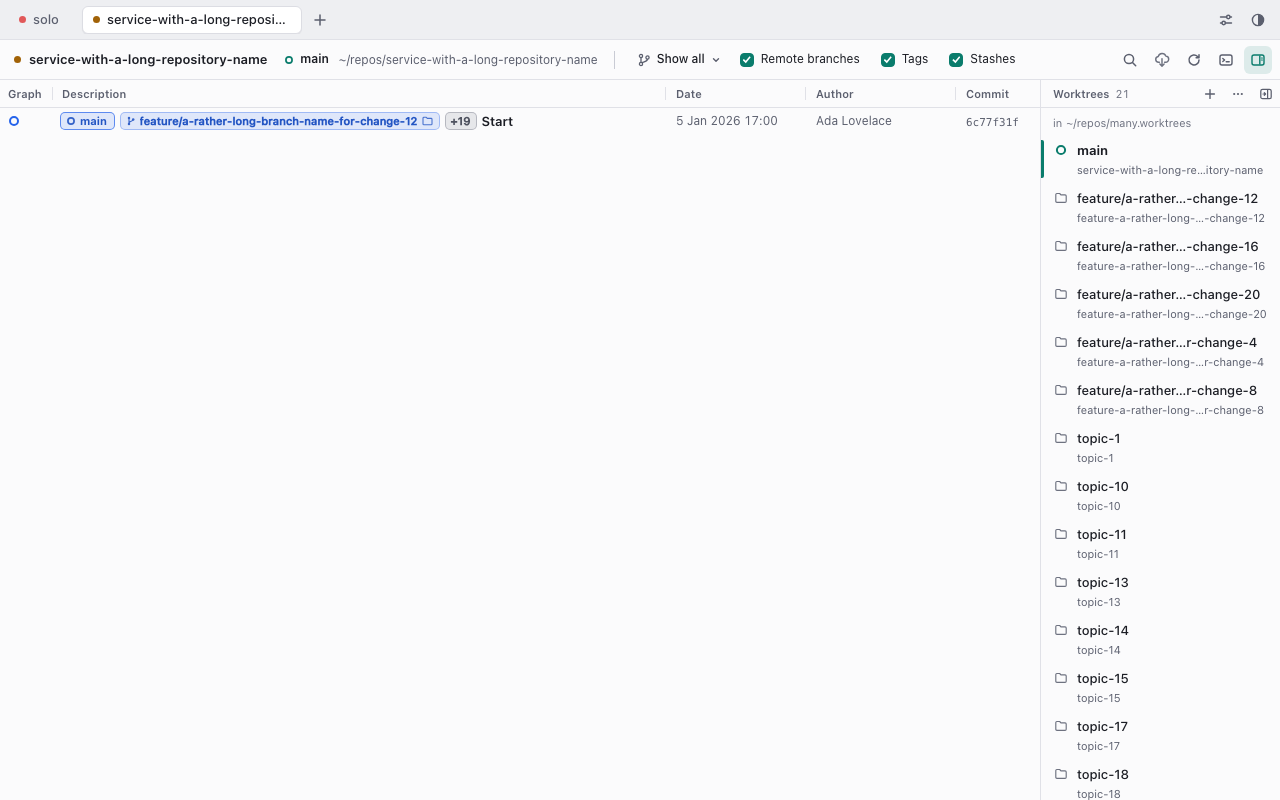 solo
service-with-a-long-reposi...
service-with-a-long-repository-name main ~/repos/service-with-a-long-repository-name Show all Remote branches Tags Stashes
Graph Description Date Author Commit
main feature/a-rather-long-branch-name-for-change-12 +19 Start 5 Jan 2026 17:00 Ada Lovelace 6c77f31f
Worktrees 21
in ~/repos/many.worktrees
main
service-with-a-long-re...itory-name
feature/a-rather...-change-12
feature-a-rather-long-...-change-12
feature/a-rather...-change-16
feature-a-rather-long-...-change-16
feature/a-rather...-change-20
feature-a-rather-long-...-change-20
feature/a-rather...r-change-4
feature-a-rather-long-...r-change-4
feature/a-rather...r-change-8
feature-a-rather-long-...r-change-8
topic-1
topic-1
topic-10
topic-10
topic-11
topic-11
topic-13
topic-13
topic-14
topic-14
topic-15
topic-15
topic-17
topic-17
topic-18
topic-18